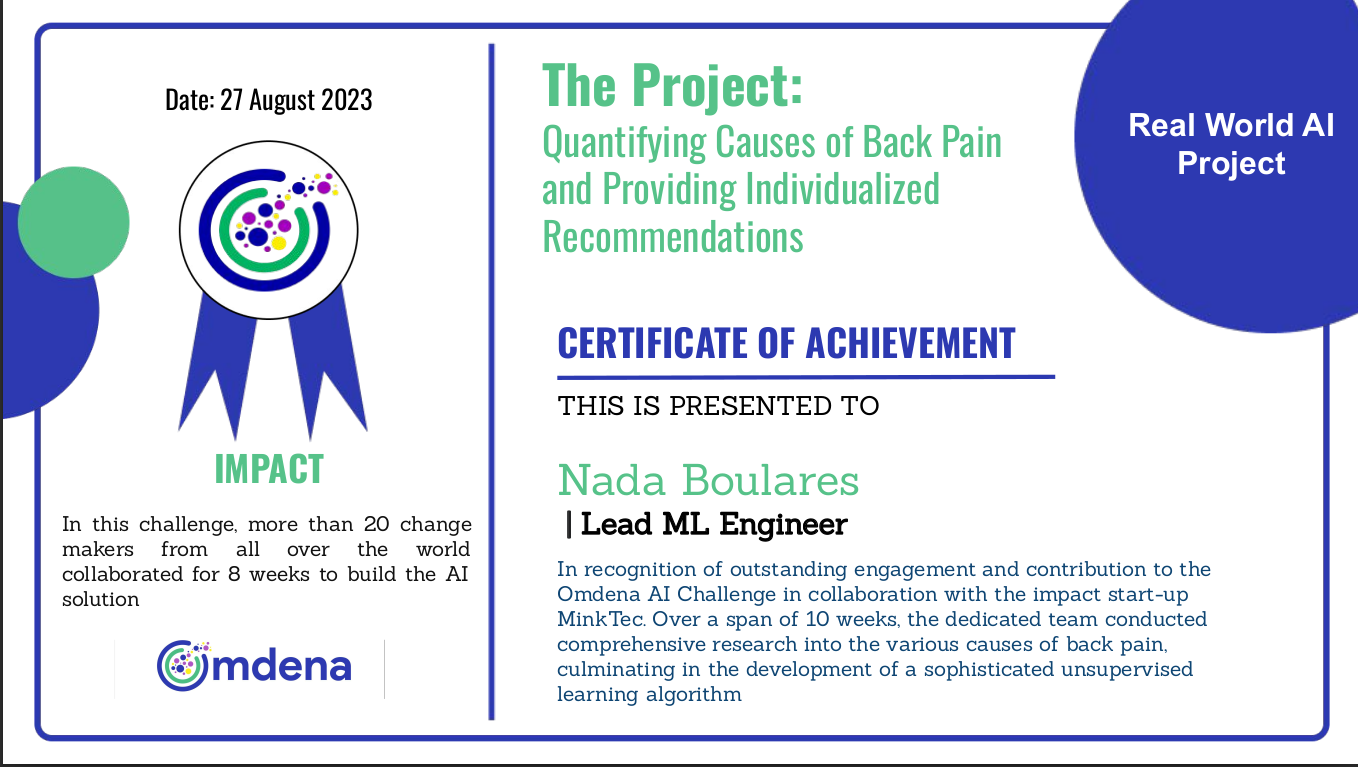 Date: 27 August 2023
IMPACT
In this challenge, more than 20 change
makers from all over the world
collaborated for 8 weeks to build the AI
solution
Omdena
The Project:
Quantifying Causes of Back Pain
and Providing Individualized
Recommendations
Real World AI
Project
CERTIFICATE OF ACHIEVEMENT
THIS IS PRESENTED TO
Nada Boulares
| Lead ML Engineer
In recognition of outstanding engagement and contribution to the
Omdena AI Challenge in collaboration with the impact start-up
MinkTec. Over a span of 10 weeks, the dedicated team conducted
comprehensive research into the various causes of back pain,
culminating in the development of a sophisticated unsupervised
learning algorithm